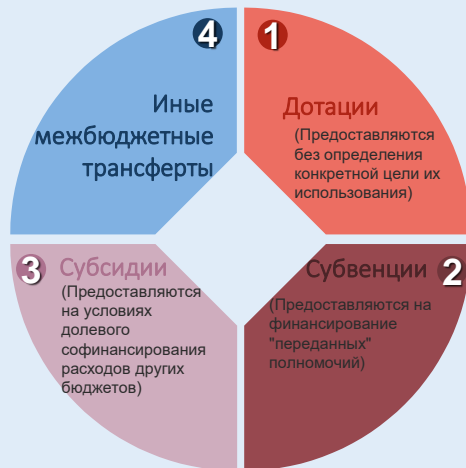 1
Дотации
(Предоставляются
без определения
конкретной цели их
использования)
2
Субвенции
(Предоставляются на
финансирование
"переданных"
полномочий)
3
Субсидии
(Предоставляются
на условиях
долевого
софинансирования
расходов других
бюджетов)
4
Иные
межбюджетные
трансферты